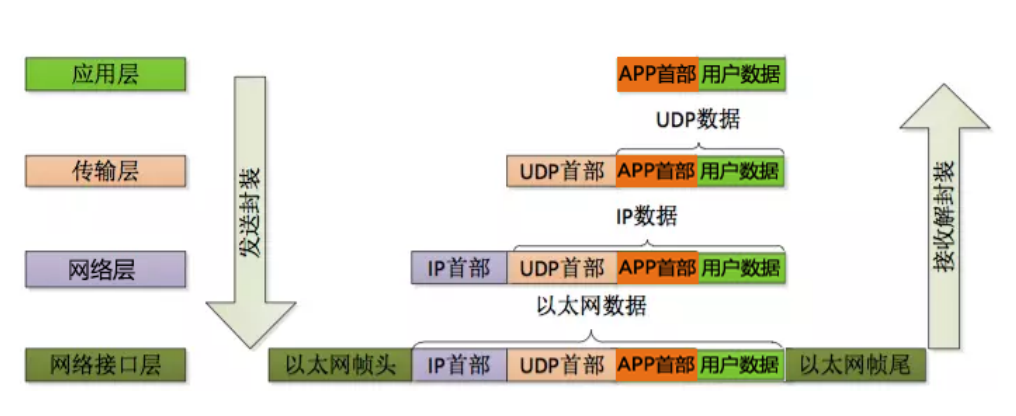 应用层 APP首部 用户数据
UDP数据
传输层 UDP首部 APP首部 用户数据
发送封装
接收解封装
IP数据
网络层 IP首部 UDP首部 APP首部 用户数据
以太网数据
网络接口层 以太网帧头 IP首部 UDP首部 APP首部 用户数据 以太网帧尾